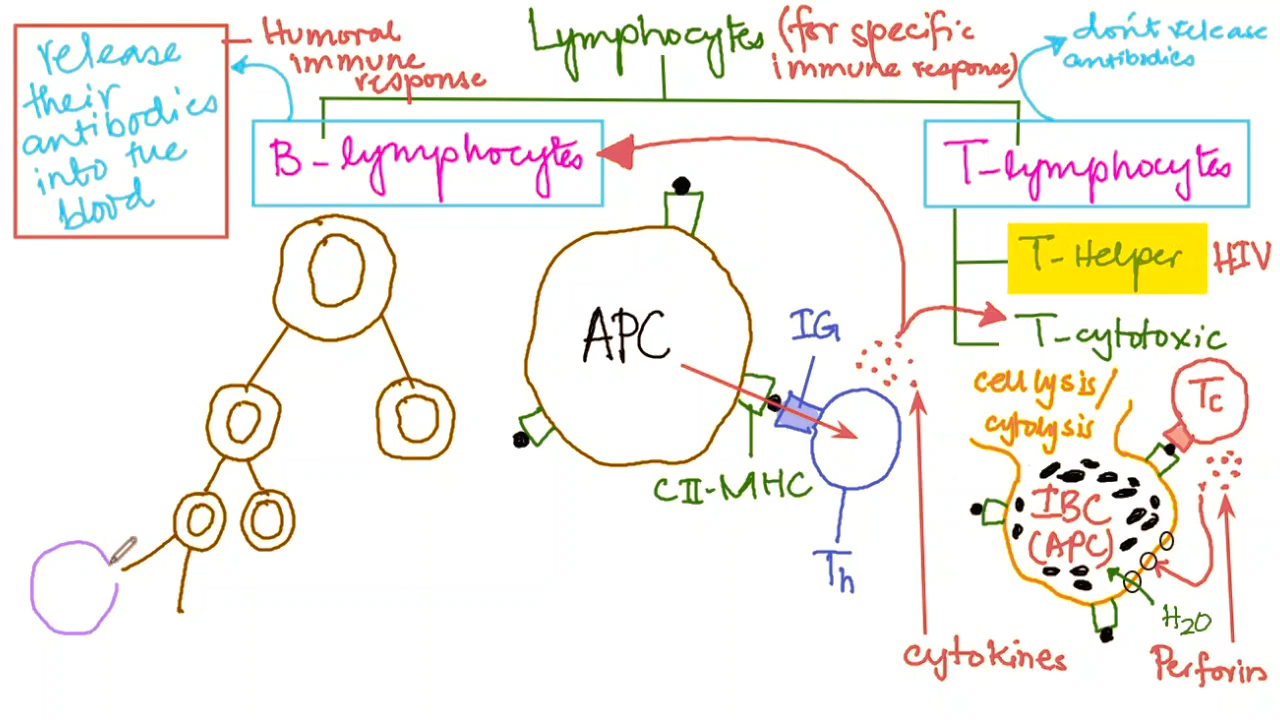 Lymphocytes (for specific
immune response)
Humoral
immune
response
release
their
antibodies
into the
blood
don't release
antibodies
B-lymphocytes
T-lymphocytes
T-Helper HIV
T-cytotoxic
APC
IG
CII-MHC
Th
cell lysis/
cytolysis
Tc
IBC
(APC)
H2O
cytokines
Perforin